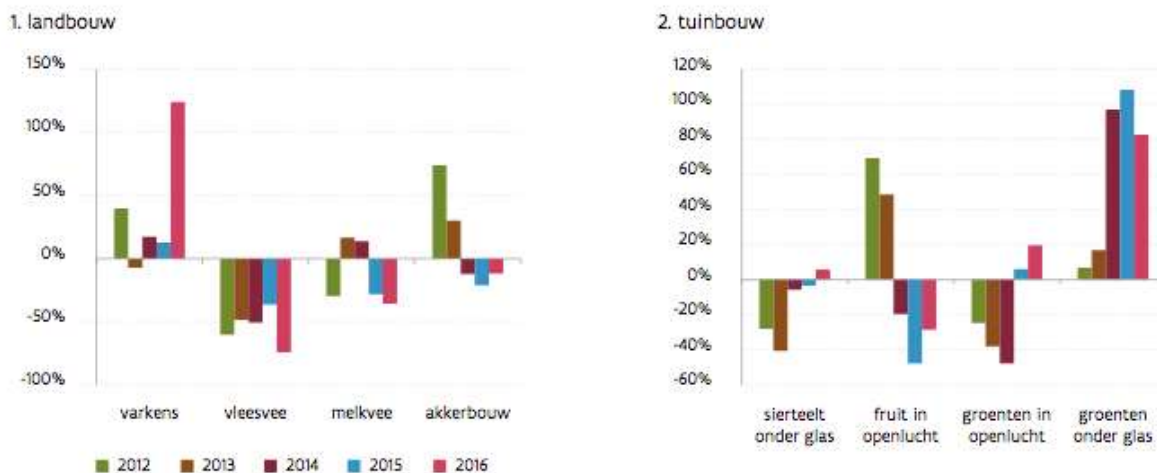 1. landbouw
150%
100%
50%
0%
-50%
-100%
varkens
vleesvee
melkvee
akkerbouw
2012
2013
2014
2015
2016
2. tuinbouw
120%
100%
80%
60%
40%
20%
0%
-20%
-40%
-60%
sierteelt
onder glas
fruit in
openlucht
groenten in
openlucht
groenten
onder glas